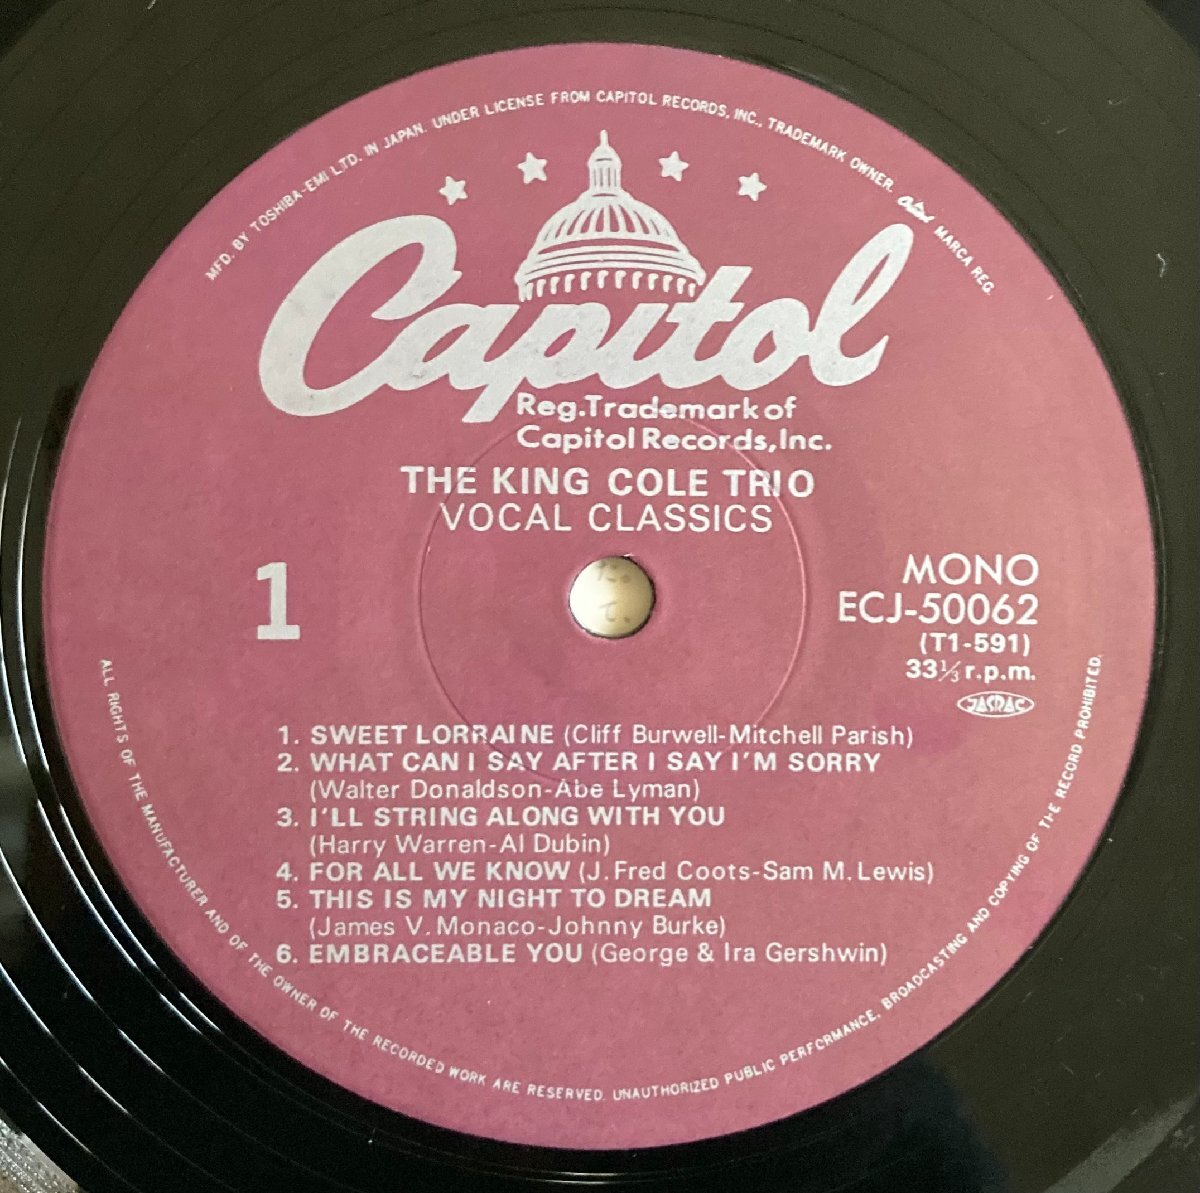 MFD. BY TOSHIBA-EMI LTD. IN JAPAN. UNDER LICENSE FROM CAPITOL RECORDS, INC., TRADEMARK OWNER. Capitol MARCA REG.
Capitol
Reg. Trademark of
Capitol Records, Inc.
THE KING COLE TRIO
VOCAL CLASSICS
1
MONO
ECJ-50062
(T1-591)
33⅓ r.p.m.
JASRAC
1. SWEET LORRAINE (Cliff Burwell-Mitchell Parish)
2. WHAT CAN I SAY AFTER I SAY I'M SORRY
(Walter Donaldson-Abe Lyman)
3. I'LL STRING ALONG WITH YOU
(Harry Warren-Al Dubin)
4. FOR ALL WE KNOW (J. Fred Coots-Sam M. Lewis)
5. THIS IS MY NIGHT TO DREAM
(James V. Monaco-Johnny Burke)
6. EMBRACEABLE YOU (George & Ira Gershwin)
ALL RIGHTS OF THE MANUFACTURER AND OF THE OWNER OF THE RECORDED WORK ARE RESERVED. UNAUTHORIZED PUBLIC PERFORMANCE, BROADCASTING AND COPYING OF THE RECORD PROHIBITED.